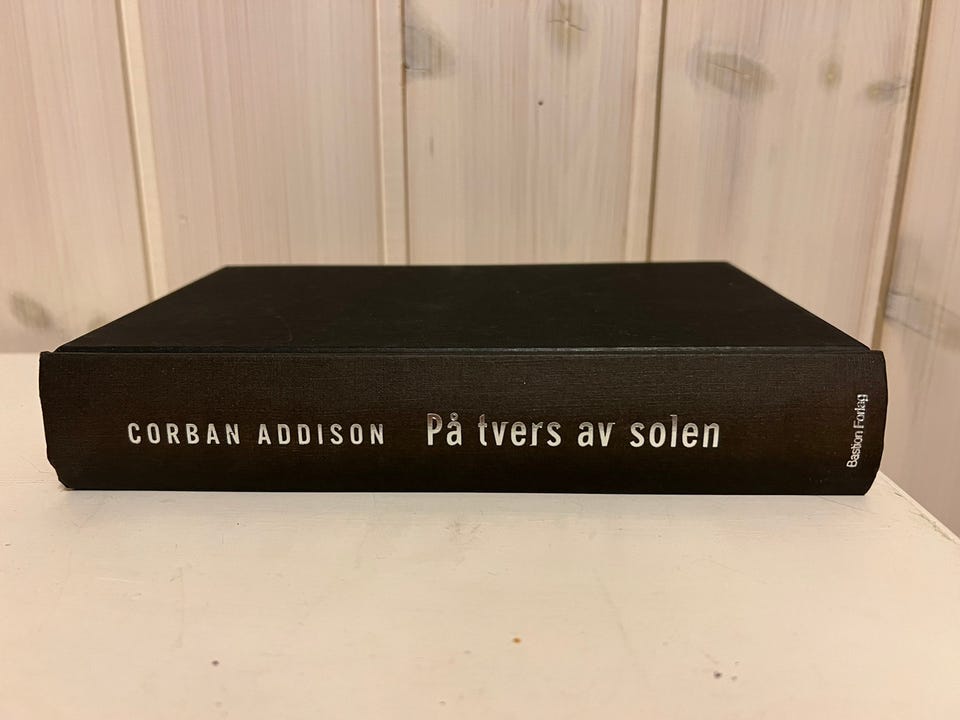 CORBAN ADDISON På tvers av solen
Bastion Forlag